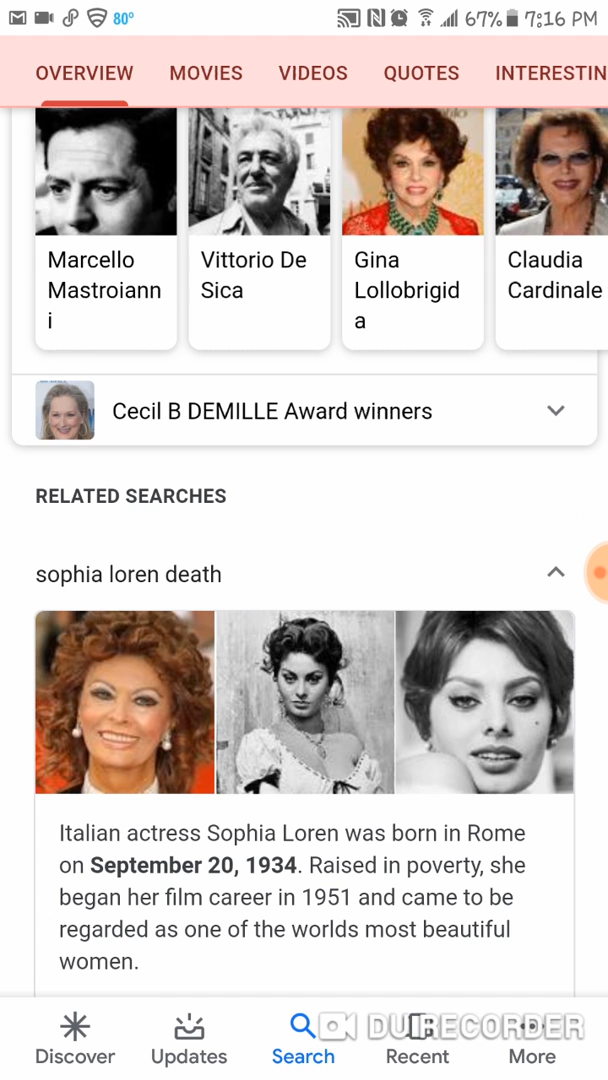 80° 67% 7:16 PM
OVERVIEW MOVIES VIDEOS QUOTES INTERESTIN
Marcello
Mastroiann
i
Vittorio De
Sica
Gina
Lollobrigid
a
Claudia
Cardinale
Cecil B DEMILLE Award winners
RELATED SEARCHES
sophia loren death
Italian actress Sophia Loren was born in Rome
on September 20, 1934. Raised in poverty, she
began her film career in 1951 and came to be
regarded as one of the worlds most beautiful
women.
DU RECORDER
Discover Updates Search Recent More